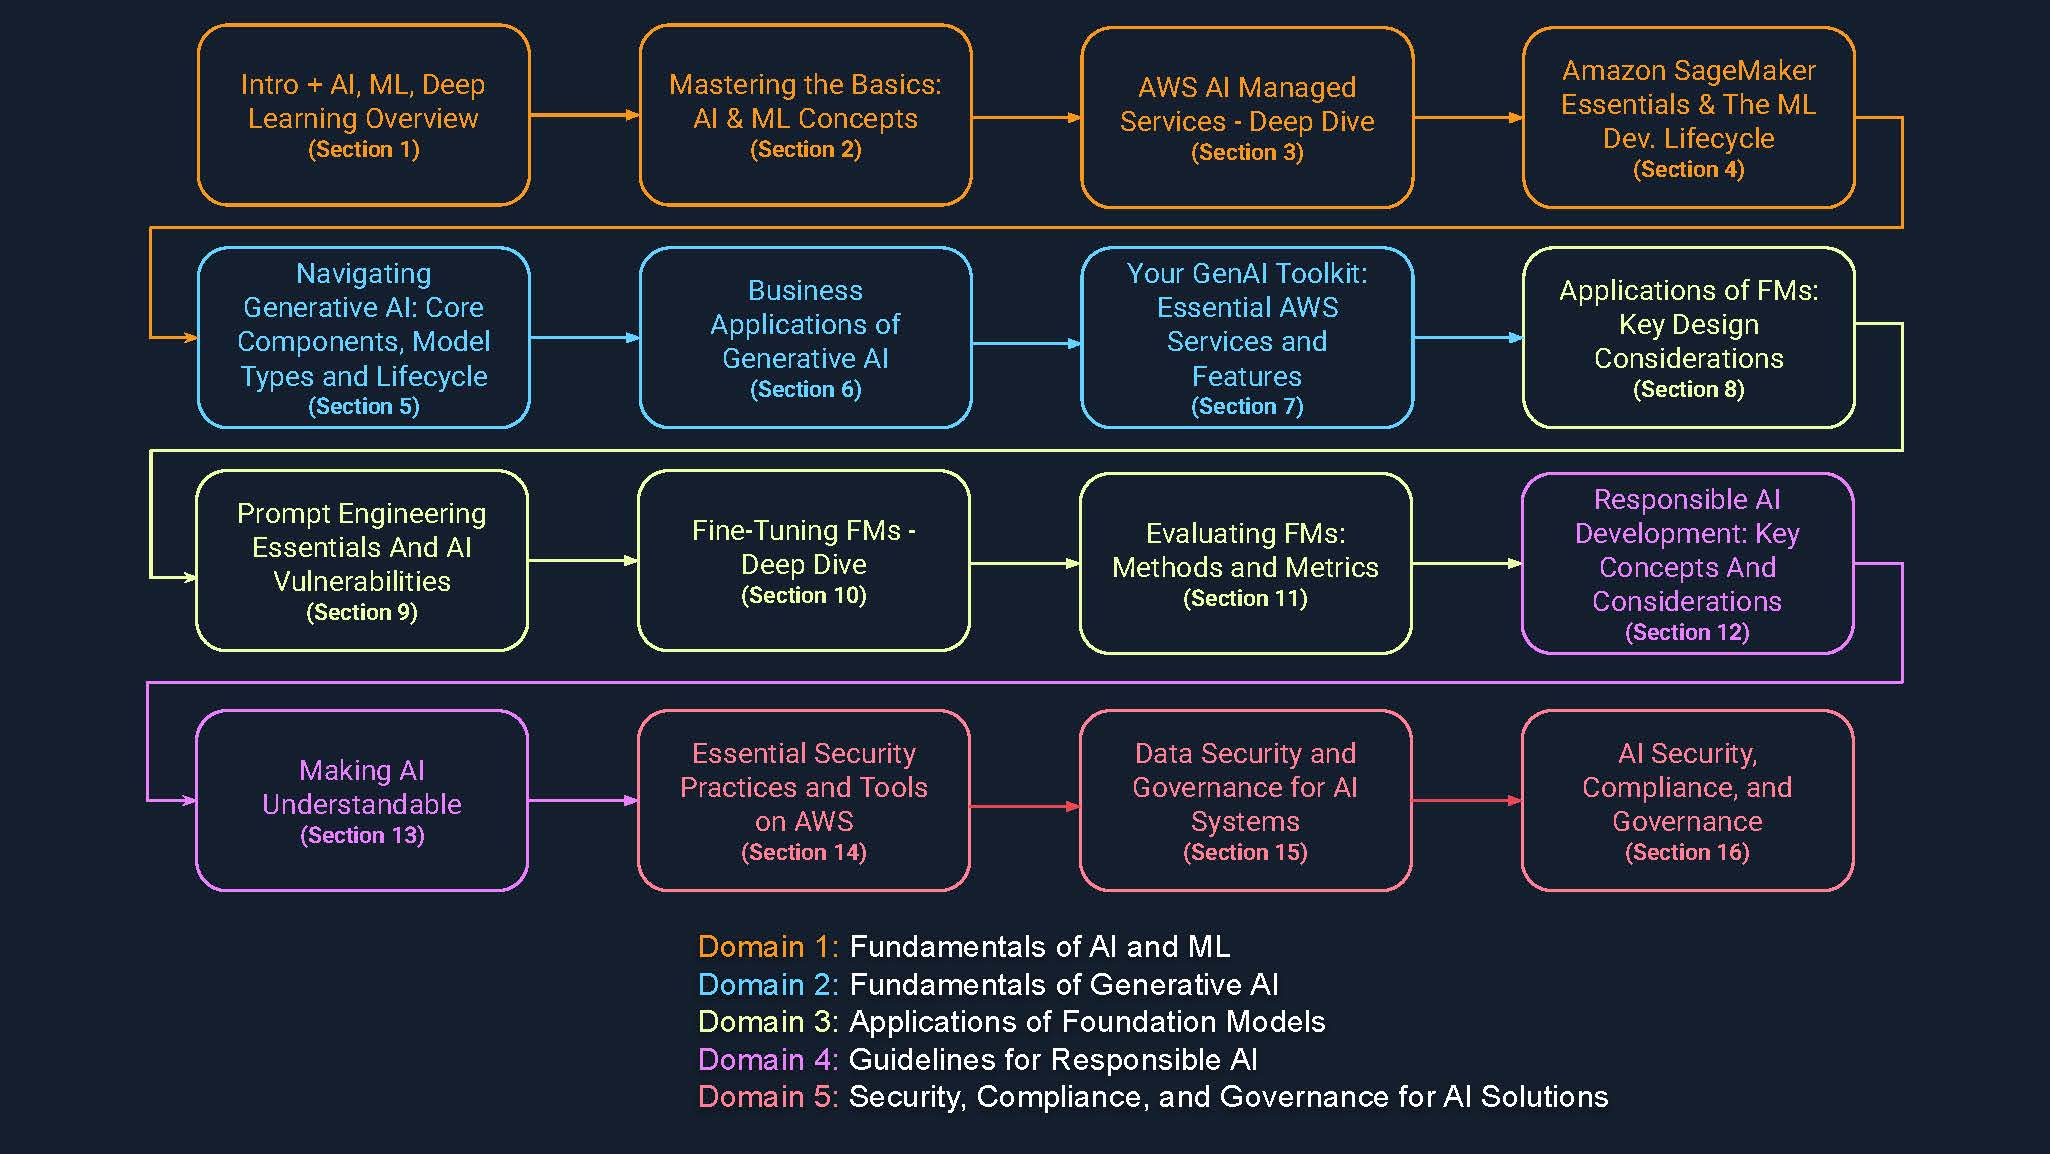 Intro + AI, ML, Deep
Learning Overview
(Section 1)
Mastering the Basics:
AI & ML Concepts
(Section 2)
AWS AI Managed
Services - Deep Dive
(Section 3)
Amazon SageMaker
Essentials & The ML
Dev. Lifecycle
(Section 4)
Navigating
Generative AI: Core
Components, Model
Types and Lifecycle
(Section 5)
Business
Applications of
Generative AI
(Section 6)
Your GenAI Toolkit:
Essential AWS
Services and
Features
(Section 7)
Applications of FMs:
Key Design
Considerations
(Section 8)
Prompt Engineering
Essentials And AI
Vulnerabilities
(Section 9)
Fine-Tuning FMs -
Deep Dive
(Section 10)
Evaluating FMs:
Methods and Metrics
(Section 11)
Responsible AI
Development: Key
Concepts And
Considerations
(Section 12)
Making AI
Understandable
(Section 13)
Essential Security
Practices and Tools
on AWS
(Section 14)
Data Security and
Governance for AI
Systems
(Section 15)
AI Security,
Compliance, and
Governance
(Section 16)
Domain 1: Fundamentals of AI and ML
Domain 2: Fundamentals of Generative AI
Domain 3: Applications of Foundation Models
Domain 4: Guidelines for Responsible AI
Domain 5: Security, Compliance, and Governance for AI Solutions